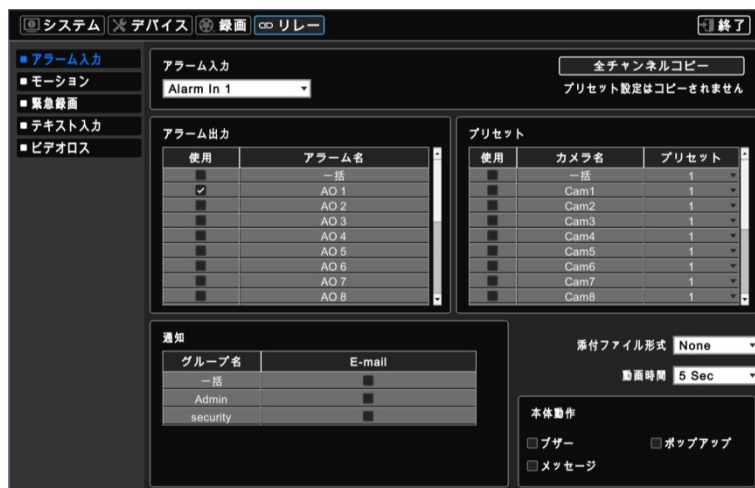 システム デバイス 録画 リレー 終了
アラーム入力
モーション
緊急録画
テキスト入力
ビデオロス
アラーム入力
Alarm In 1
全チャンネルコピー
プリセット設定はコピーされません
アラーム出力
使用 アラーム名
一括
AO 1
AO 2
AO 3
AO 4
AO 5
AO 6
AO 7
AO 8
プリセット
使用 カメラ名 プリセット
一括 1
Cam1 1
Cam2 1
Cam3 1
Cam4 1
Cam5 1
Cam6 1
Cam7 1
Cam8 1
通知
グループ名 E-mail
一括
Admin
security
添付ファイル形式 None
動画時間 5 Sec
本体動作
ブザー ポップアップ
メッセージ